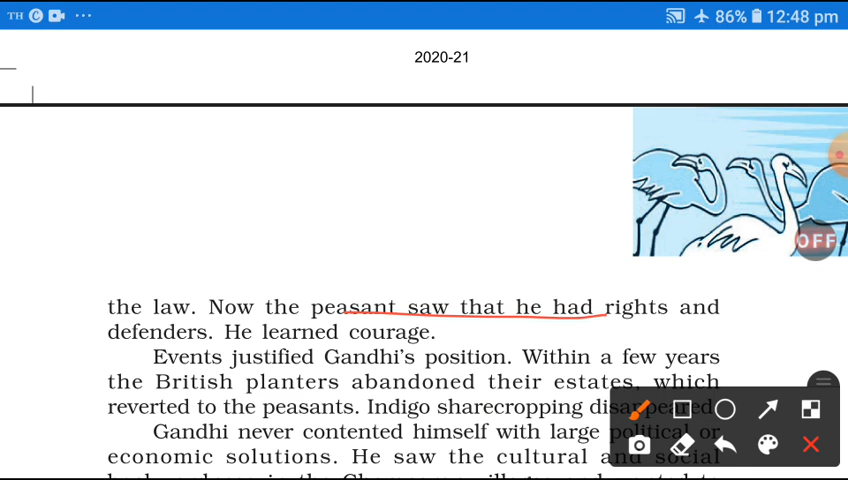 TH C ... 86% 12:48 pm
2020-21
OFF
the law. Now the peasant saw that he had rights and
defenders. He learned courage.
Events justified Gandhi's position. Within a few years
the British planters abandoned their estates, which
reverted to the peasants. Indigo sharecropping disappeared.
Gandhi never contented himself with large political or
economic solutions. He saw the cultural and social